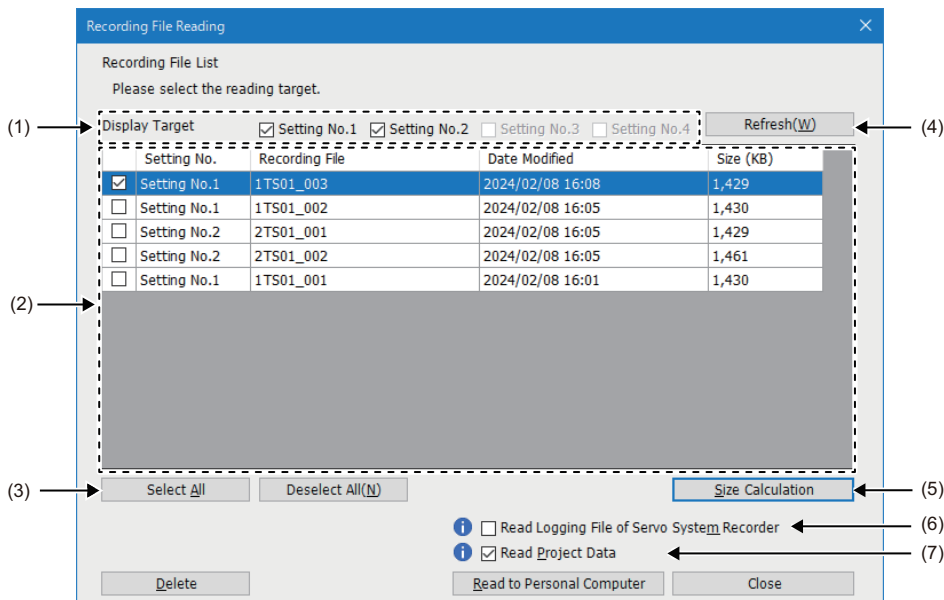 Recording File Reading
Recording File List
Please select the reading target.
(1)
Display Target Setting No.1 Setting No.2 Setting No.3 Setting No.4 Refresh(W)
(4)
Setting No. Recording File Date Modified Size (KB)
Setting No.1 1TS01_003 2024/02/08 16:08 1,429
Setting No.1 1TS01_002 2024/02/08 16:05 1,430
Setting No.2 2TS01_001 2024/02/08 16:05 1,429
Setting No.2 2TS01_002 2024/02/08 16:05 1,461
Setting No.1 1TS01_001 2024/02/08 16:01 1,430
(2)
(3)
Select All Deselect All(N) Size Calculation
(5)
Read Logging File of Servo System Recorder
(6)
Read Project Data
(7)
Delete Read to Personal Computer Close